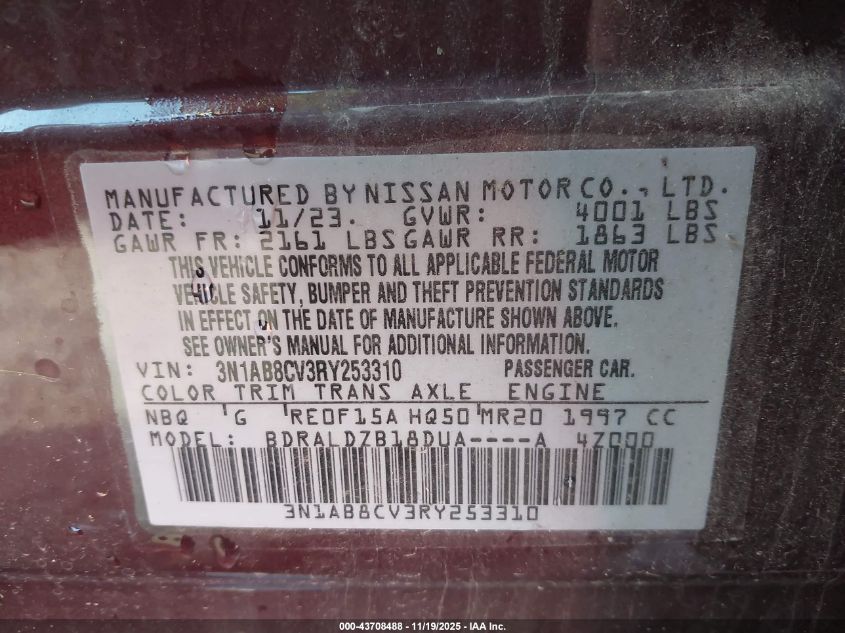 MANUFACTURED BY NISSAN MOTOR CO., LTD.
DATE: 11/23. GVWR: 4001 LBS
GAWR FR: 2161 LBS GAWR RR: 1863 LBS
THIS VEHICLE CONFORMS TO ALL APPLICABLE FEDERAL MOTOR
VEHICLE SAFETY, BUMPER AND THEFT PREVENTION STANDARDS
IN EFFECT ON THE DATE OF MANUFACTURE SHOWN ABOVE.
SEE OWNER'S MANUAL FOR ADDITIONAL INFORMATION.
VIN: 3N1AB8CV3RY253310 PASSENGER CAR.
COLOR TRIM TRANS AXLE ENGINE
NBQ 'G 'RE0F15A HQ50'MR20 1997 CC
MODEL: BDRALDZB18DUA----A 4Z000
3N1AB8CV3RY253310
000-43708488 - 11/19/2025 - IAA Inc.